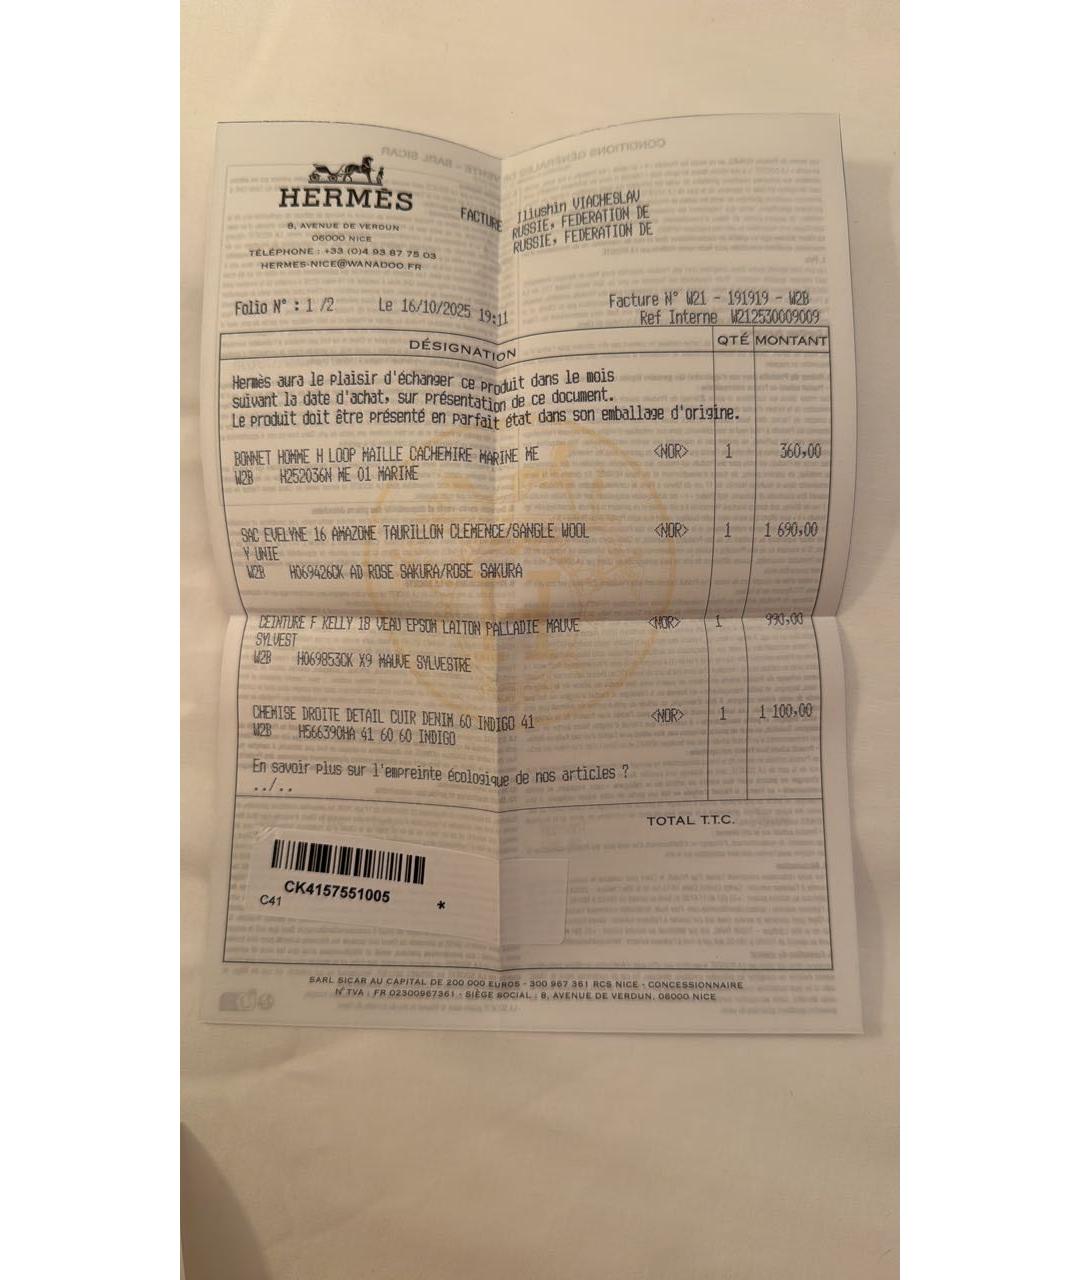 HERMÈS
8, AVENUE DE VERDUN
06000 NICE
TÉLÉPHONE : +33 (0)4 93 87 75 03
HERMES-NICE@WANADOO.FR
FACTURE
Iliushin VIACHESLAV
RUSSIE, FEDERATION DE
RUSSIE, FEDERATION DE
Folio N° : 1 /2 Le 16/10/2025 19:11
Facture N° W21 - 191919 - W2B
Ref Interne W212530009009
DÉSIGNATION QTÉ MONTANT
Hermès aura le plaisir d'échanger ce produit dans le mois
suivant la date d'achat, sur présentation de ce document.
Le produit doit être présenté en parfait état dans son emballage d'origine.
BONNET HOMME H LOOP MAILLE CACHEMIRE MARINE ME <NOR> 1 360,00
W2B H252036N ME 01 MARINE
SAC EVELYNE 16 AMAZONE TAURILLON CLEMENCE/SANGLE WOOL <NOR> 1 1 690,00
Y UNIE
W2B H069426CK AD ROSE SAKURA/ROSE SAKURA
CEINTURE F KELLY 18 VEAU EPSOM LAITON PALLADIE MAUVE <NOR> 1 990,00
SYLVEST
W2B H069853CK X9 MAUVE SYLVESTRE
CHEMISE DROITE DETAIL CUIR DENIM 60 INDIGO 41 <NOR> 1 1 100,00
W2B H566390HA 41 60 60 INDIGO
En savoir plus sur l'empreinte écologique de nos articles ?
../..
TOTAL T.T.C.
CK4157551005
C41 *
SARL SICAR AU CAPITAL DE 200 000 EUROS - 300 967 361 RCS NICE - CONCESSIONNAIRE
N° TVA : FR 02300967361 - SIÈGE SOCIAL : 8, AVENUE DE VERDUN, 06000 NICE